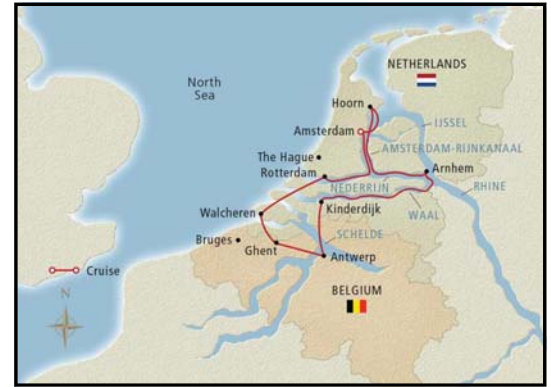 NETHERLANDS
North
Sea
Hoorn
IJSSEL
Amsterdam
AMSTERDAM-RIJNKANAAL
The Hague
Arnhem
Rotterdam
NEDERRIJN
RHINE
Kinderdijk
Walcheren
WAAL
SCHELDE
Bruges
Ghent
Antwerp
Cruise
N
BELGIUM